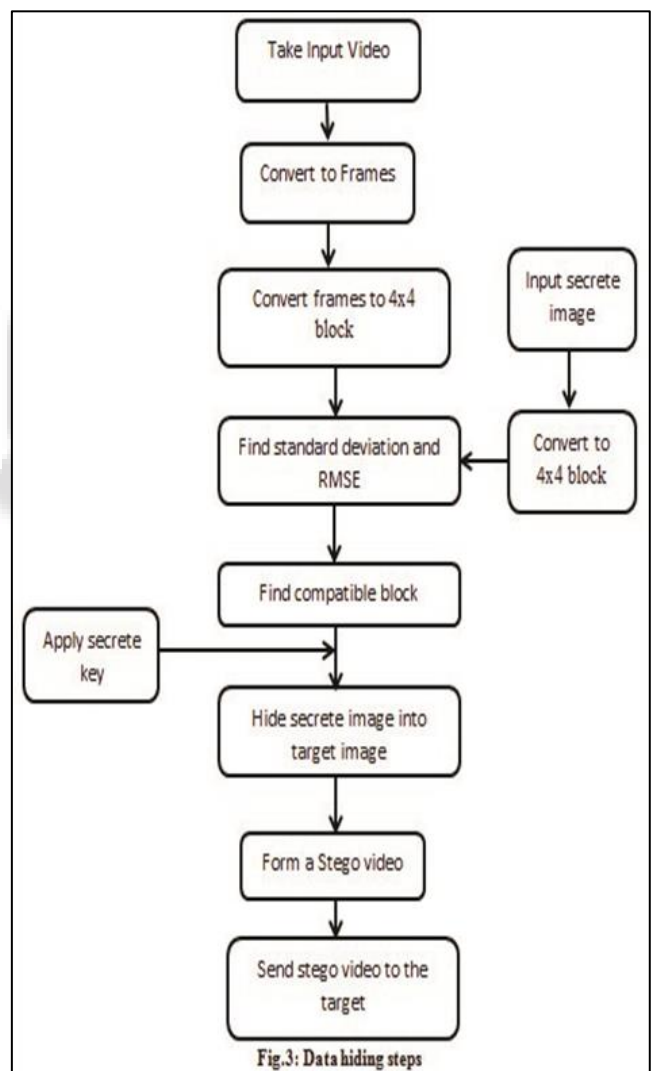 Take Input Video
Convert to Frames
Convert frames to 4x4
block
Input secrete
image
Find standard deviation and
RMSE
Convert to
4x4 block
Find compatible block
Apply secrete
key
Hide secrete image into
target image
Form a Stego video
Send stego video to the
target
Fig.3: Data hiding steps